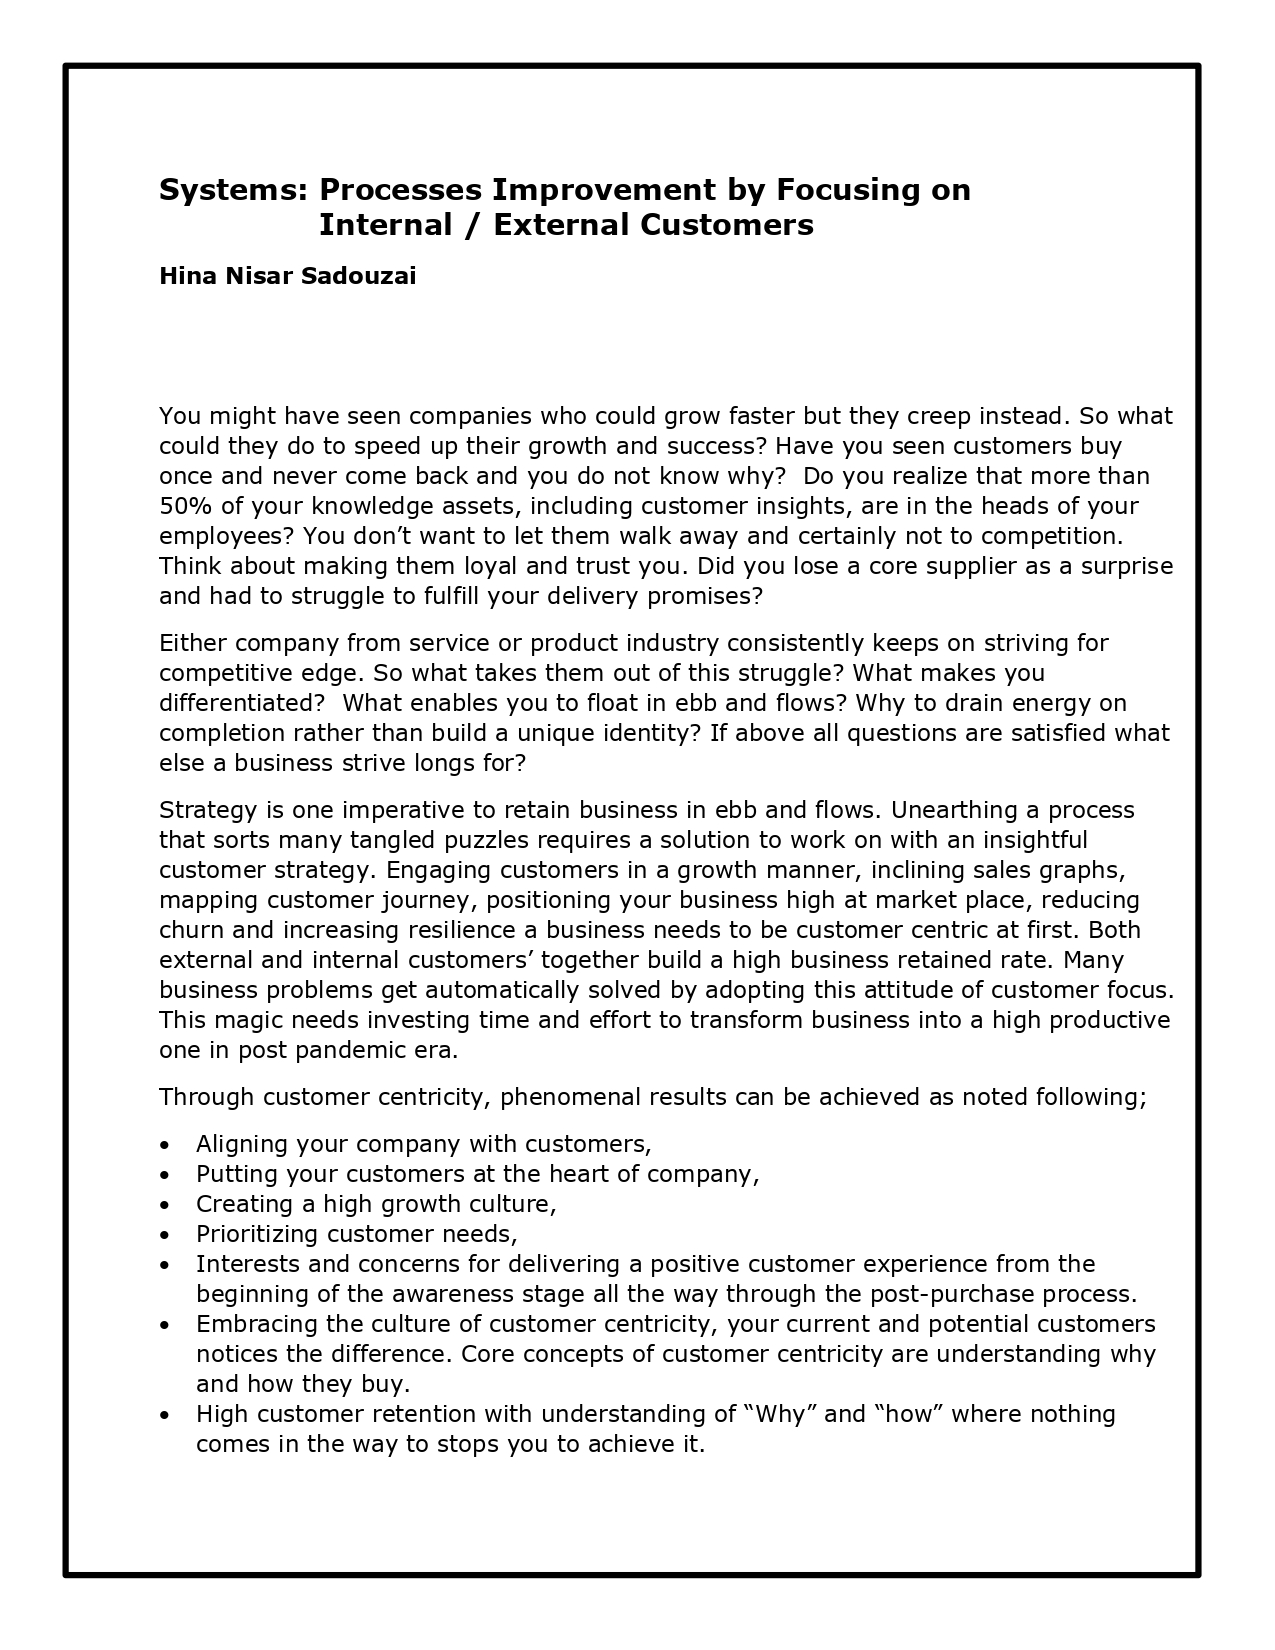 Systems: Processes Improvement by Focusing on
Internal / External Customers
Hina Nisar Sadouzai
You might have seen companies who could grow faster but they creep instead. So what
could they do to speed up their growth and success? Have you seen customers buy
once and never come back and you do not know why?  Do you realize that more than
50% of your knowledge assets, including customer insights, are in the heads of your
employees? You don’t want to let them walk away and certainly not to competition.
Think about making them loyal and trust you. Did you lose a core supplier as a surprise
and had to struggle to fulfill your delivery promises?
Either company from service or product industry consistently keeps on striving for
competitive edge. So what takes them out of this struggle? What makes you
differentiated?  What enables you to float in ebb and flows? Why to drain energy on
completion rather than build a unique identity? If above all questions are satisfied what
else a business strive longs for?
Strategy is one imperative to retain business in ebb and flows. Unearthing a process
that sorts many tangled puzzles requires a solution to work on with an insightful
customer strategy. Engaging customers in a growth manner, inclining sales graphs,
mapping customer journey, positioning your business high at market place, reducing
churn and increasing resilience a business needs to be customer centric at first. Both
external and internal customers’ together build a high business retained rate. Many
business problems get automatically solved by adopting this attitude of customer focus.
This magic needs investing time and effort to transform business into a high productive
one in post pandemic era.
Through customer centricity, phenomenal results can be achieved as noted following;
• Aligning your company with customers,
• Putting your customers at the heart of company,
• Creating a high growth culture,
• Prioritizing customer needs,
• Interests and concerns for delivering a positive customer experience from the
beginning of the awareness stage all the way through the post-purchase process.
• Embracing the culture of customer centricity, your current and potential customers
notices the difference. Core concepts of customer centricity are understanding why
and how they buy.
• High customer retention with understanding of “Why” and “how” where nothing
comes in the way to stops you to achieve it.